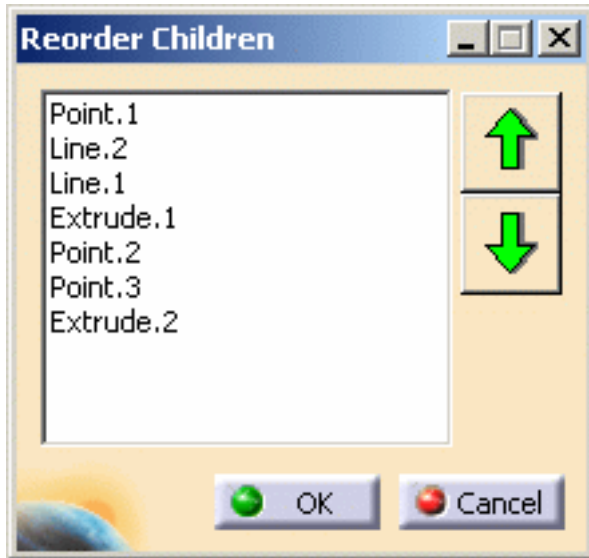 Reorder Children
Point.1
Line.2
Line.1
Extrude.1
Point.2
Point.3
Extrude.2
OK
Cancel